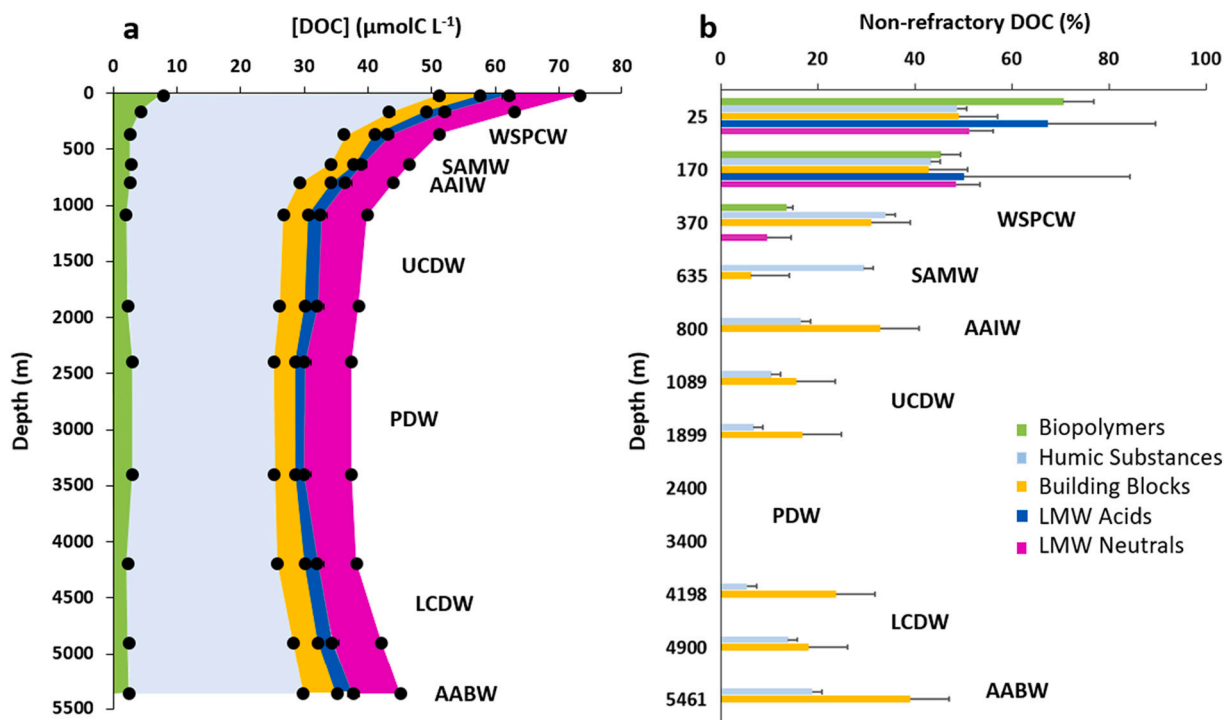 a
[DOC] (µmolC L⁻¹)
0 10 20 30 40 50 60 70 80
0
500
1000
1500
2000
2500
3000
3500
4000
4500
5000
5500
Depth (m)
WSPCW
SAMW
AAIW
UCDW
PDW
LCDW
AABW
b
Non-refractory DOC (%)
0 20 40 60 80 100
25
170
370
635
800
1089
1899
2400
3400
4198
4900
5461
Depth (m)
WSPCW
SAMW
AAIW
UCDW
PDW
LCDW
AABW
Biopolymers
Humic Substances
Building Blocks
LMW Acids
LMW Neutrals